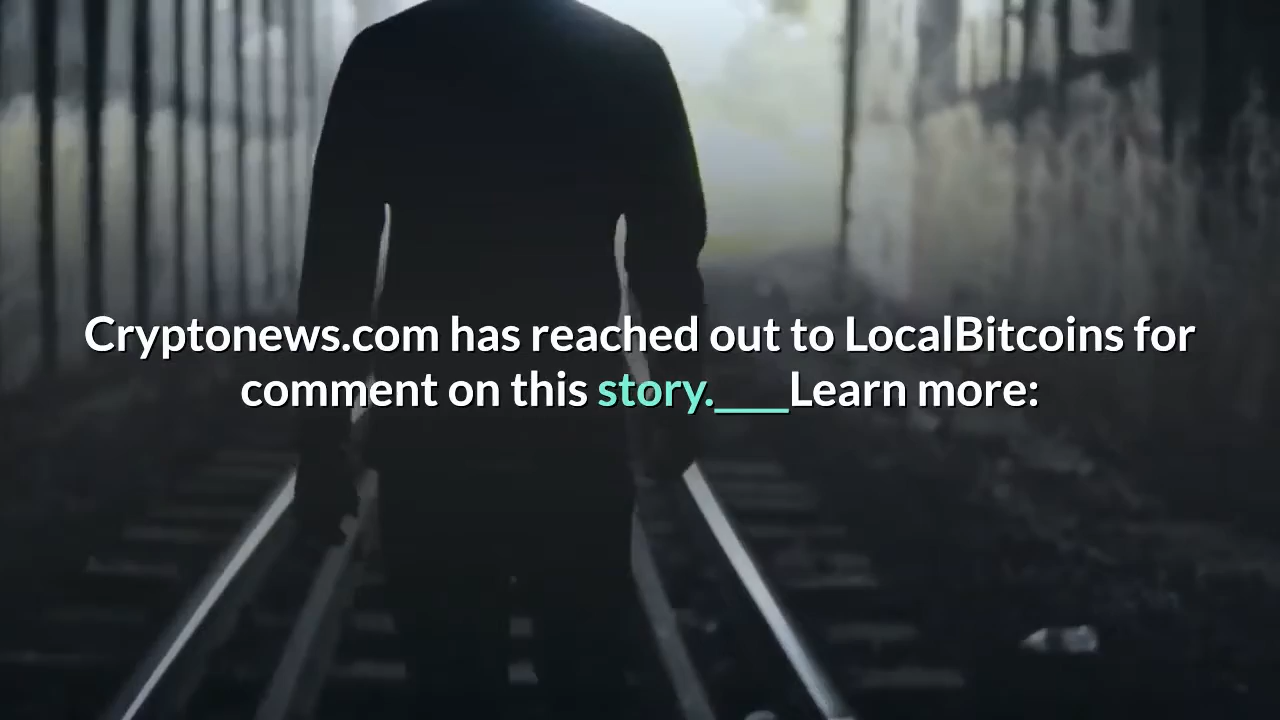 Cryptonews.com has reached out to LocalBitcoins for
comment on this story.____Learn more: